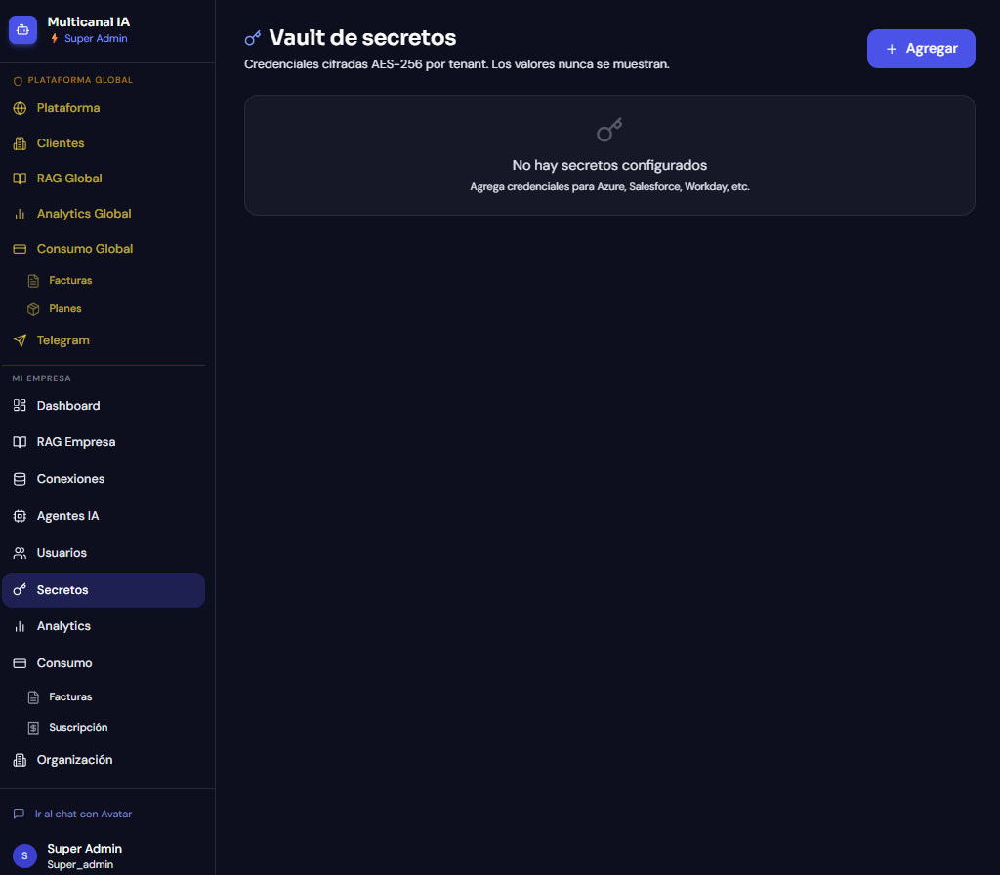 Multicanal IA
Super Admin
PLATAFORMA GLOBAL
Plataforma
Clientes
RAG Global
Analytics Global
Consumo Global
Facturas
Planes
Telegram
MI EMPRESA
Dashboard
RAG Empresa
Conexiones
Agentes IA
Usuarios
Secretos
Analytics
Consumo
Facturas
Suscripción
Organización
Ir al chat con Avatar
S
Super Admin
Super_admin
Vault de secretos
Credenciales cifradas AES-256 por tenant. Los valores nunca se muestran.
+ Agregar
No hay secretos configurados
Agrega credenciales para Azure, Salesforce, Workday, etc.